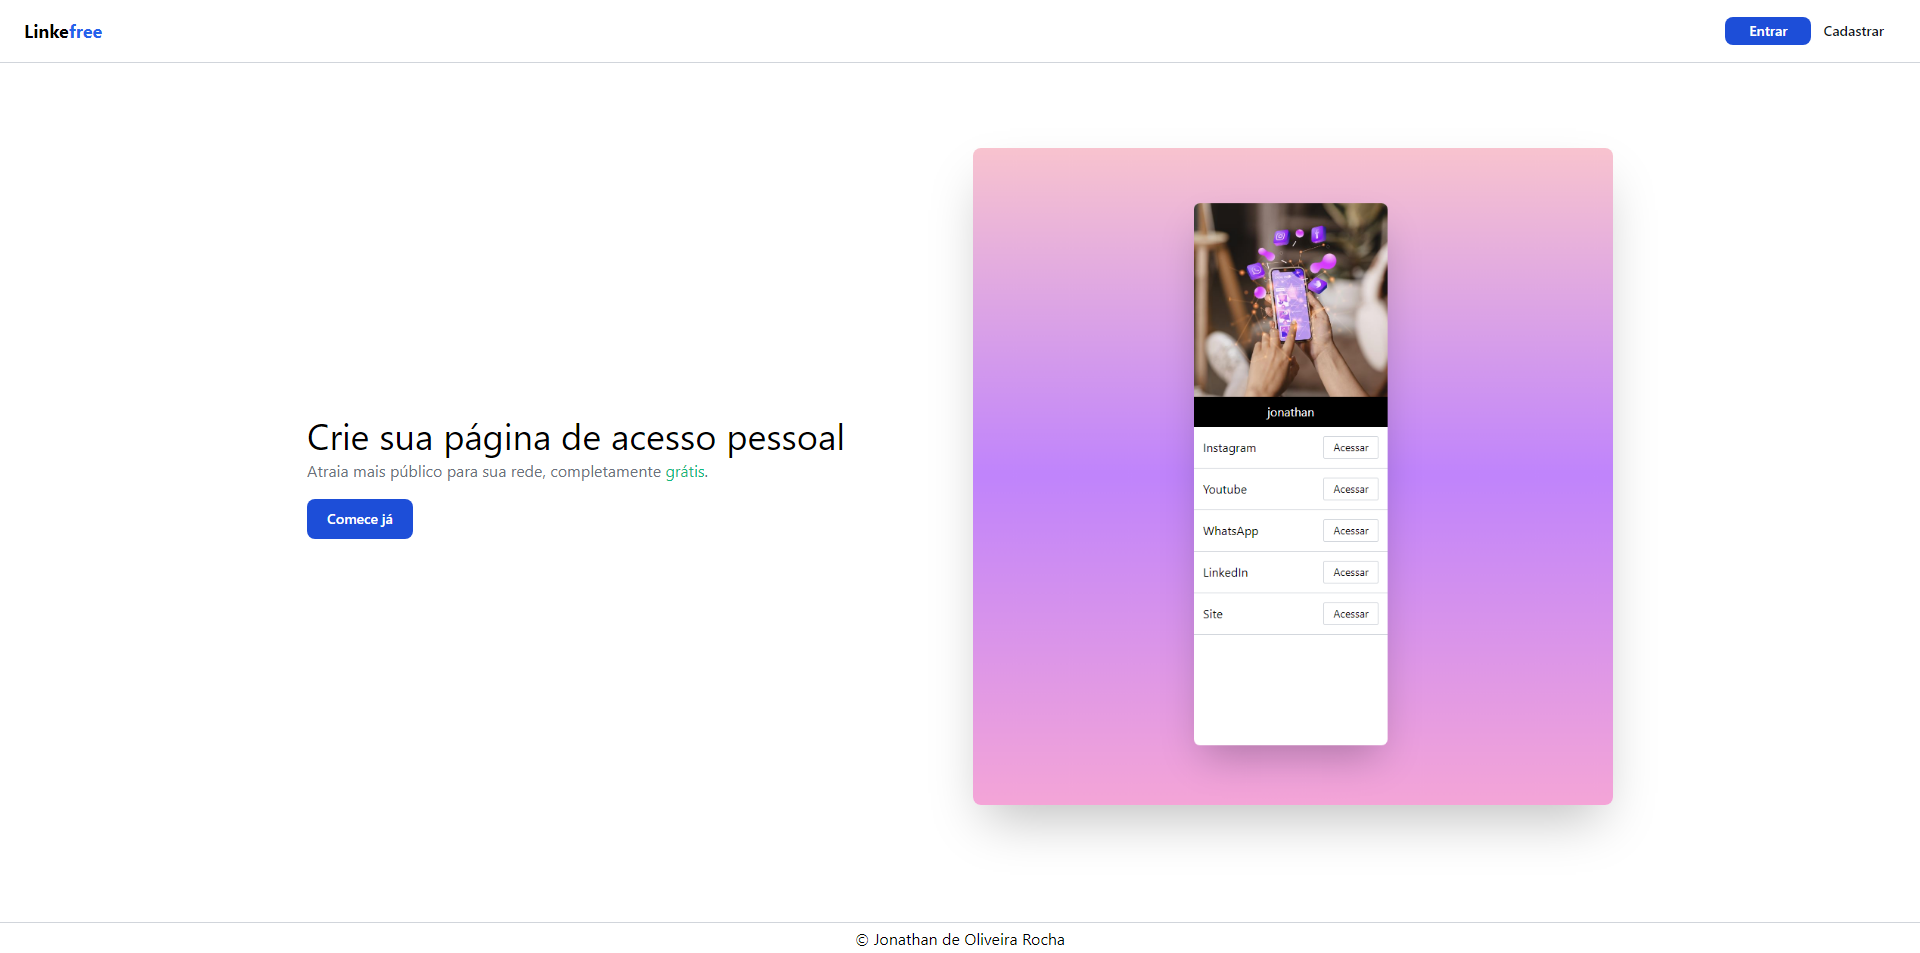 Linkefree
Entrar
Cadastrar
Crie sua página de acesso pessoal
Atraia mais público para sua rede, completamente grátis.
Comece já
jonathan
Instagram Acessar
Youtube Acessar
WhatsApp Acessar
LinkedIn Acessar
Site Acessar
© Jonathan de Oliveira Rocha